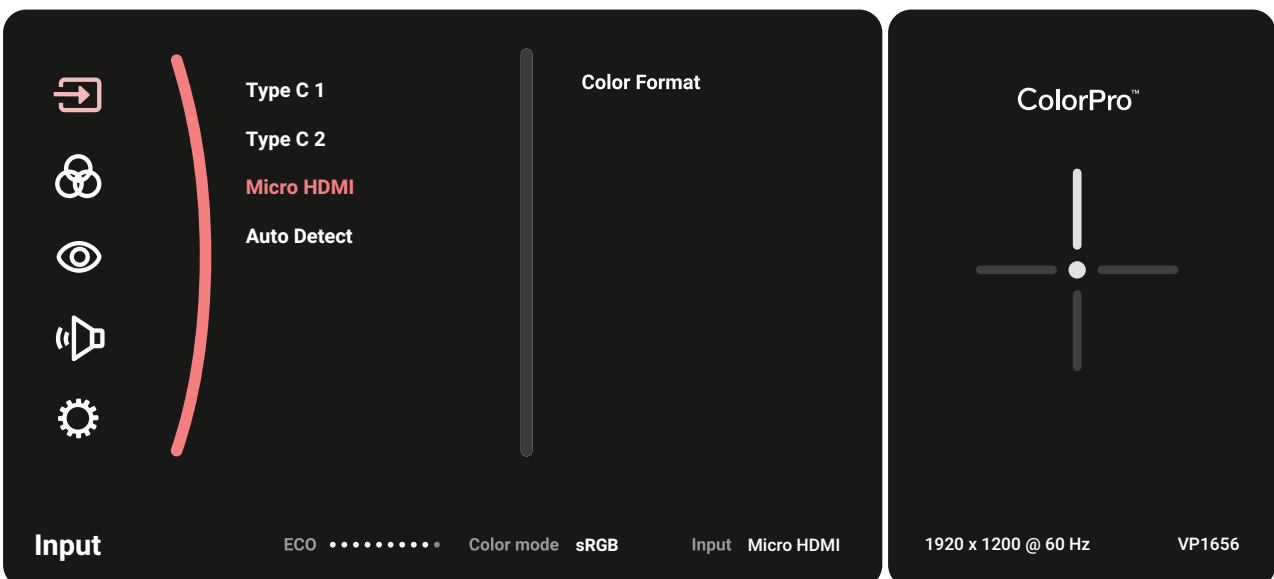 Type C 1
Type C 2
Micro HDMI
Auto Detect
Color Format
Input
ECO
Color mode sRGB
Input Micro HDMI
ColorPro™
1920 x 1200 @ 60 Hz
VP1656